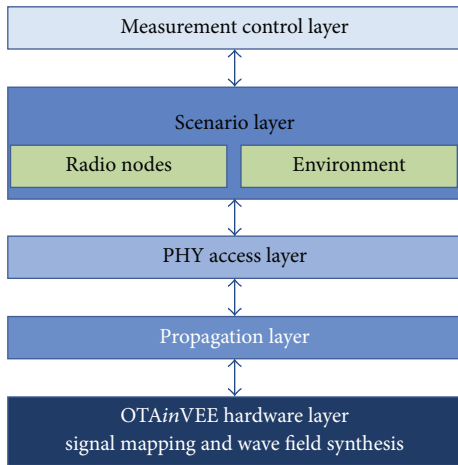 Measurement control layer
Scenario layer
Radio nodes
Environment
PHY access layer
Propagation layer
OTAinVEE hardware layer
signal mapping and wave field synthesis